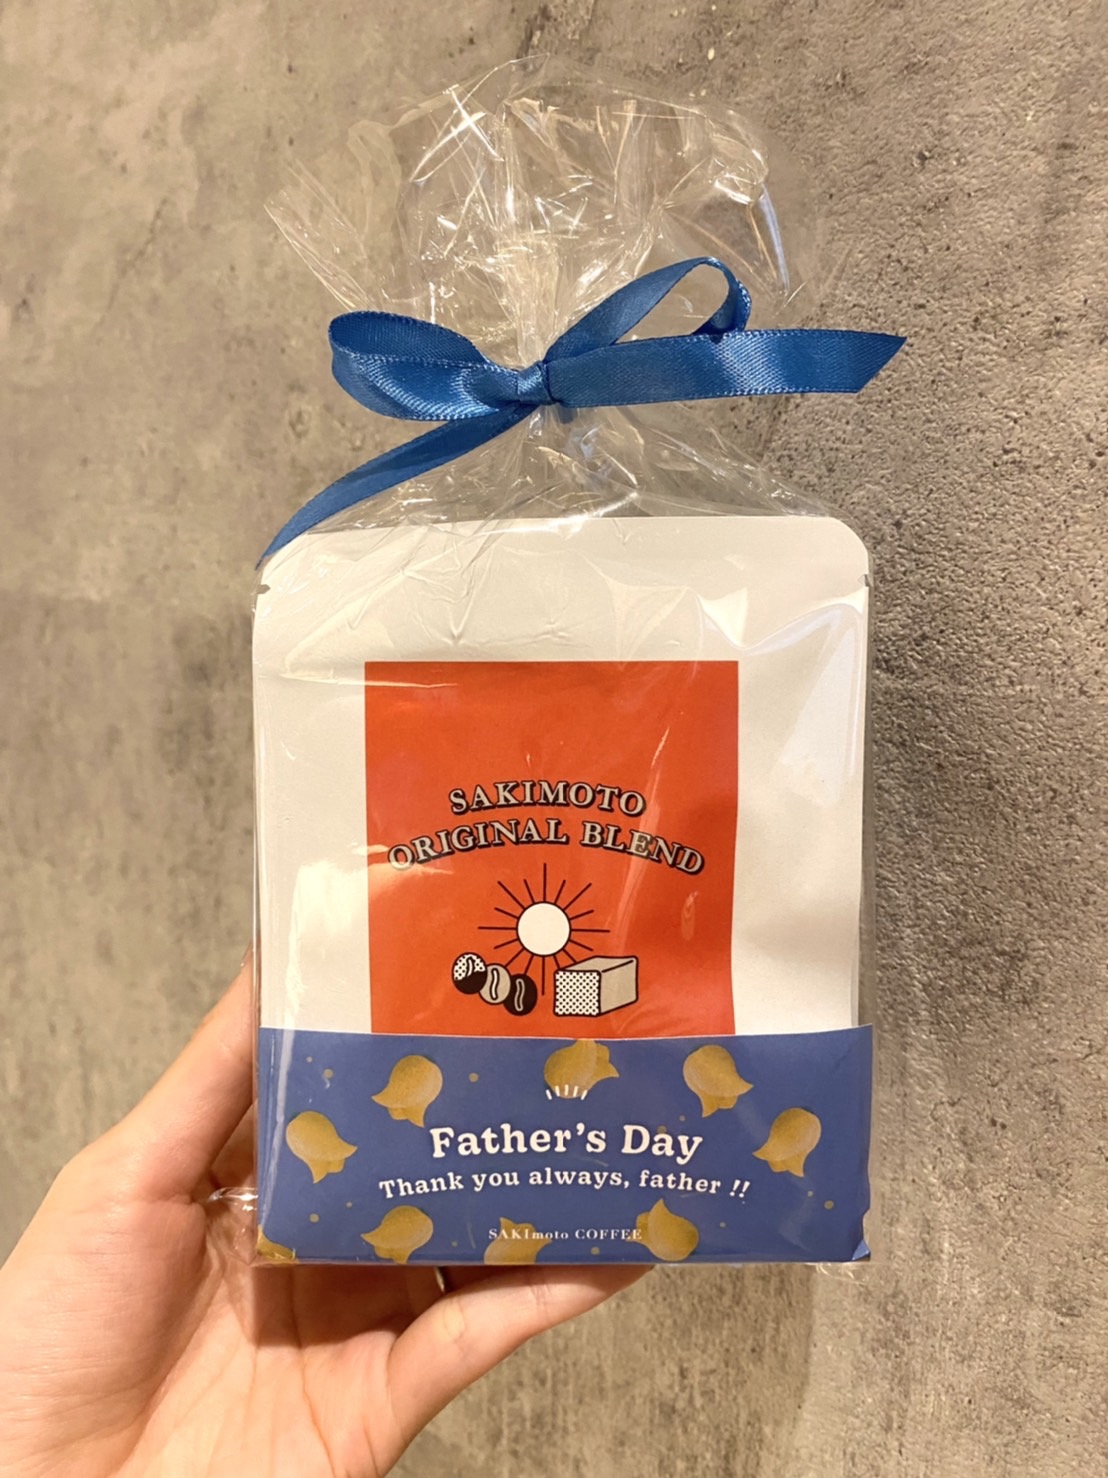 SAKIMOTO
ORIGINAL BLEND
Father's Day
Thank you always, father !!
SAKImoto COFFEE